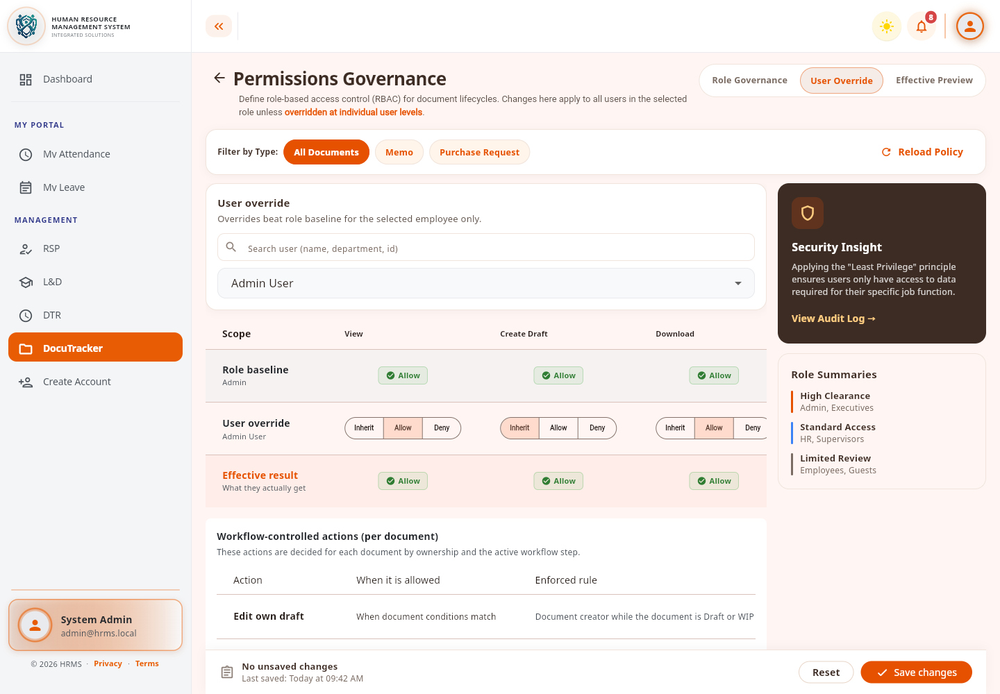 HUMAN RESOURCE
MANAGEMENT SYSTEM
INTEGRATED SOLUTIONS
8
Dashboard
MY PORTAL
My Attendance
My Leave
MANAGEMENT
RSP
L&D
DTR
DocuTracker
Create Account
System Admin
admin@hrms.local
© 2026 HRMS · Privacy · Terms
Permissions Governance
Define role-based access control (RBAC) for document lifecycles. Changes here apply to all users in the selected
role unless overridden at individual user levels.
Role Governance User Override Effective Preview
Filter by Type: All Documents Memo Purchase Request Reload Policy
User override
Overrides beat role baseline for the selected employee only.
Search user (name, department, id)
Admin User
Scope View Create Draft Download
Role baseline
Admin
Allow Allow Allow
User override
Admin User
Inherit Allow Deny Inherit Allow Deny Inherit Allow Deny
Effective result
What they actually get
Allow Allow Allow
Workflow-controlled actions (per document)
These actions are decided for each document by ownership and the active workflow step.
Action When it is allowed Enforced rule
Edit own draft When document conditions match Document creator while the document is Draft or WIP
Security Insight
Applying the "Least Privilege" principle
ensures users only have access to data
required for their specific job function.
View Audit Log →
Role Summaries
High Clearance
Admin, Executives
Standard Access
HR, Supervisors
Limited Review
Employees, Guests
No unsaved changes
Last saved: Today at 09:42 AM
Reset Save changes